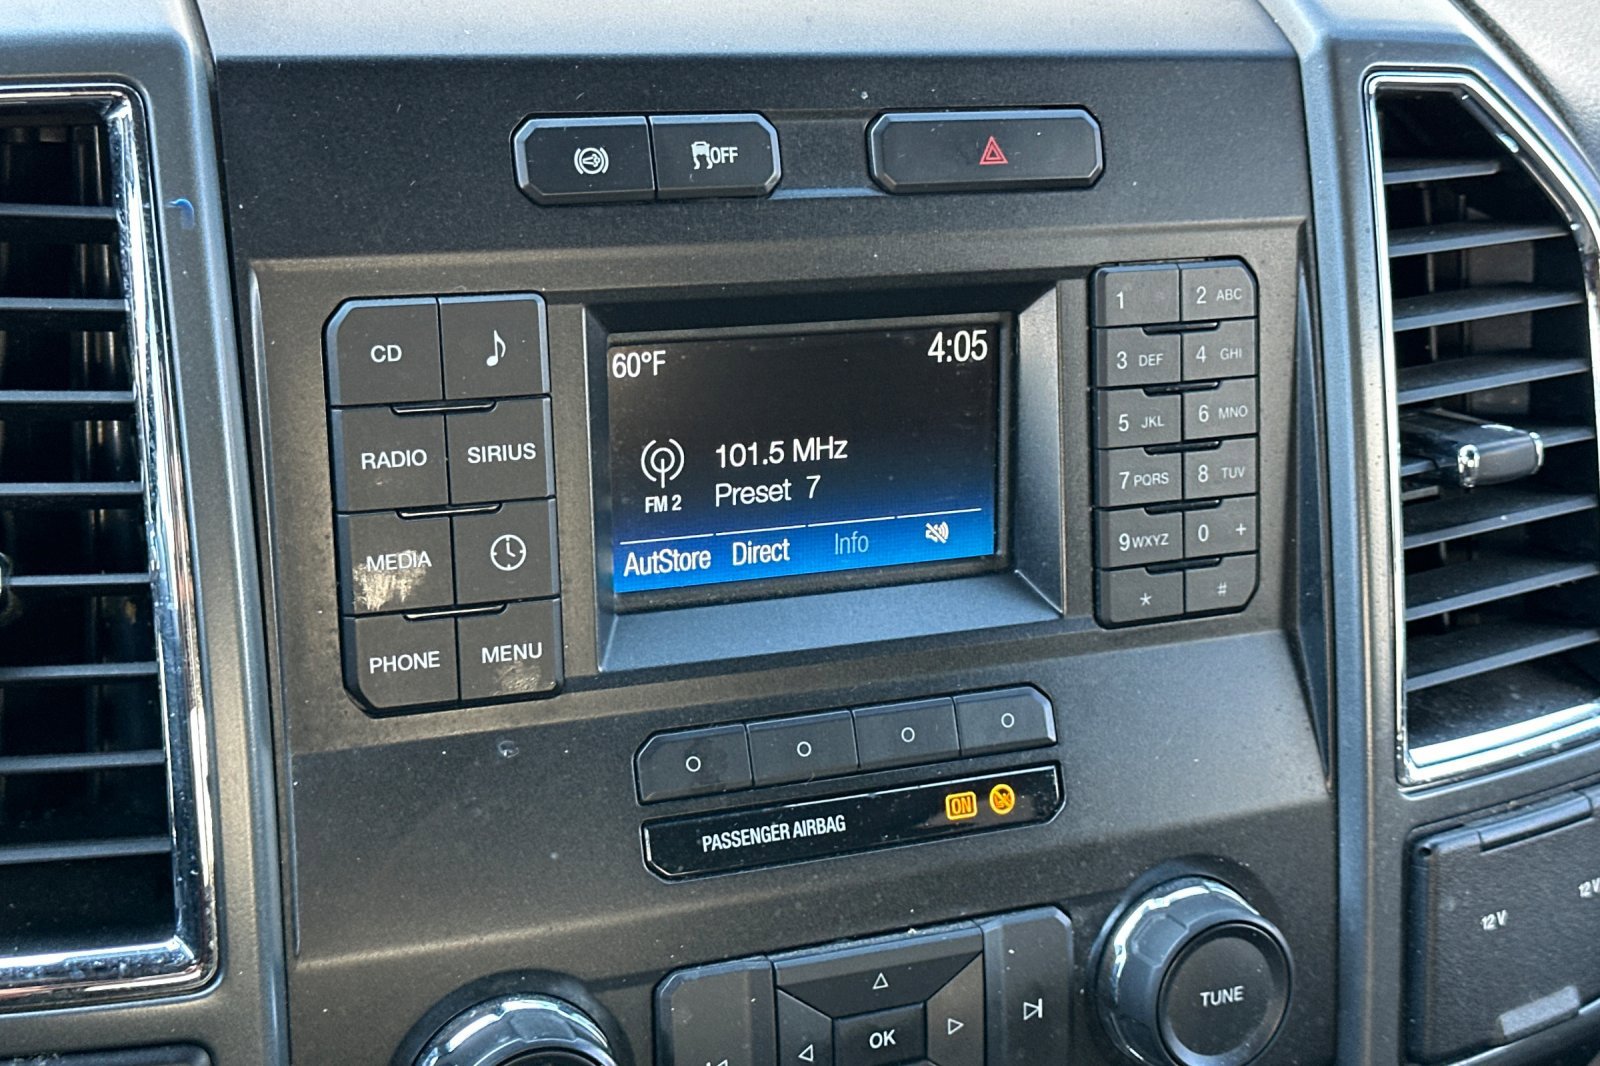 OFF
CD
RADIO
SIRIUS
MEDIA
PHONE
MENU
60°F
4:05
101.5 MHz
FM 2
Preset 7
AutStore Direct Info
1
2 ABC
3 DEF
4 GHI
5 JKL
6 MNO
7 PQRS
8 TUV
9 WXYZ
0 +
*
#
PASSENGER AIRBAG
ON
OK
TUNE
12V
12V